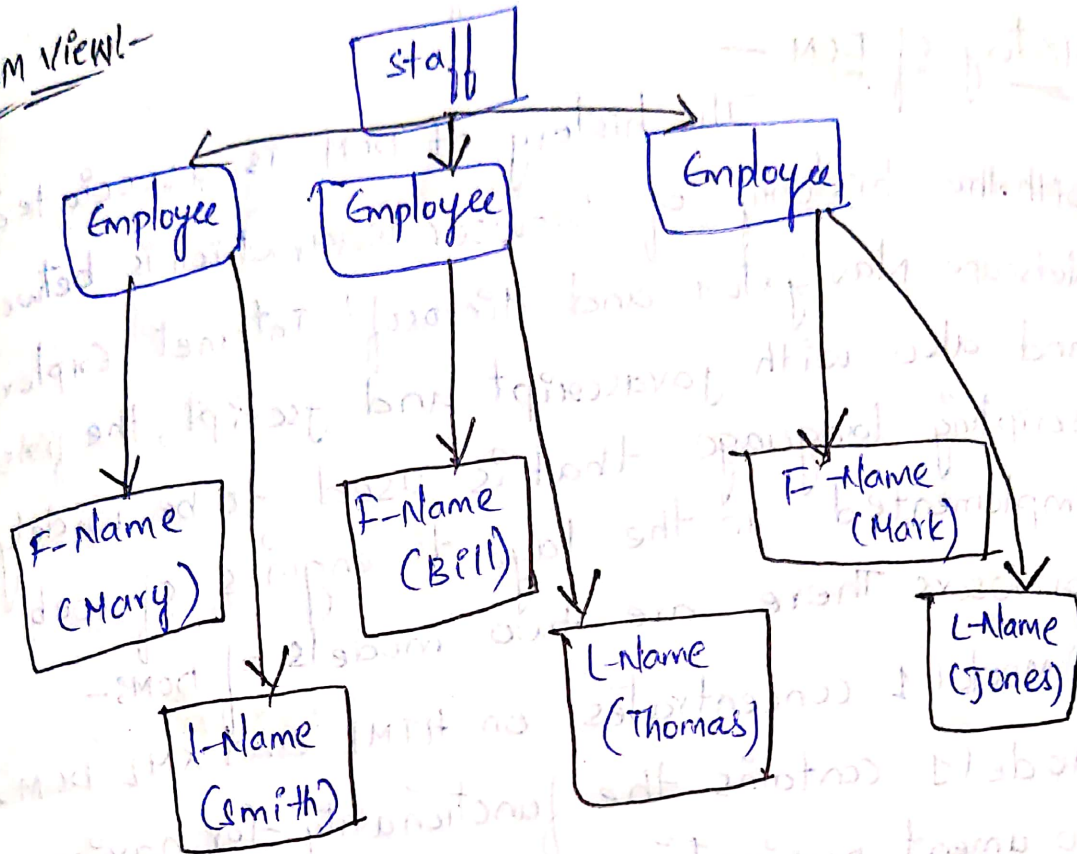 M View:-
Staff
Employee
Employee
Employee
F-Name
(Mary)
F-Name
(Bill)
F-Name
(Mark)
l-Name
(Smith)
L-Name
(Thomas)
L-Name
(Jones)